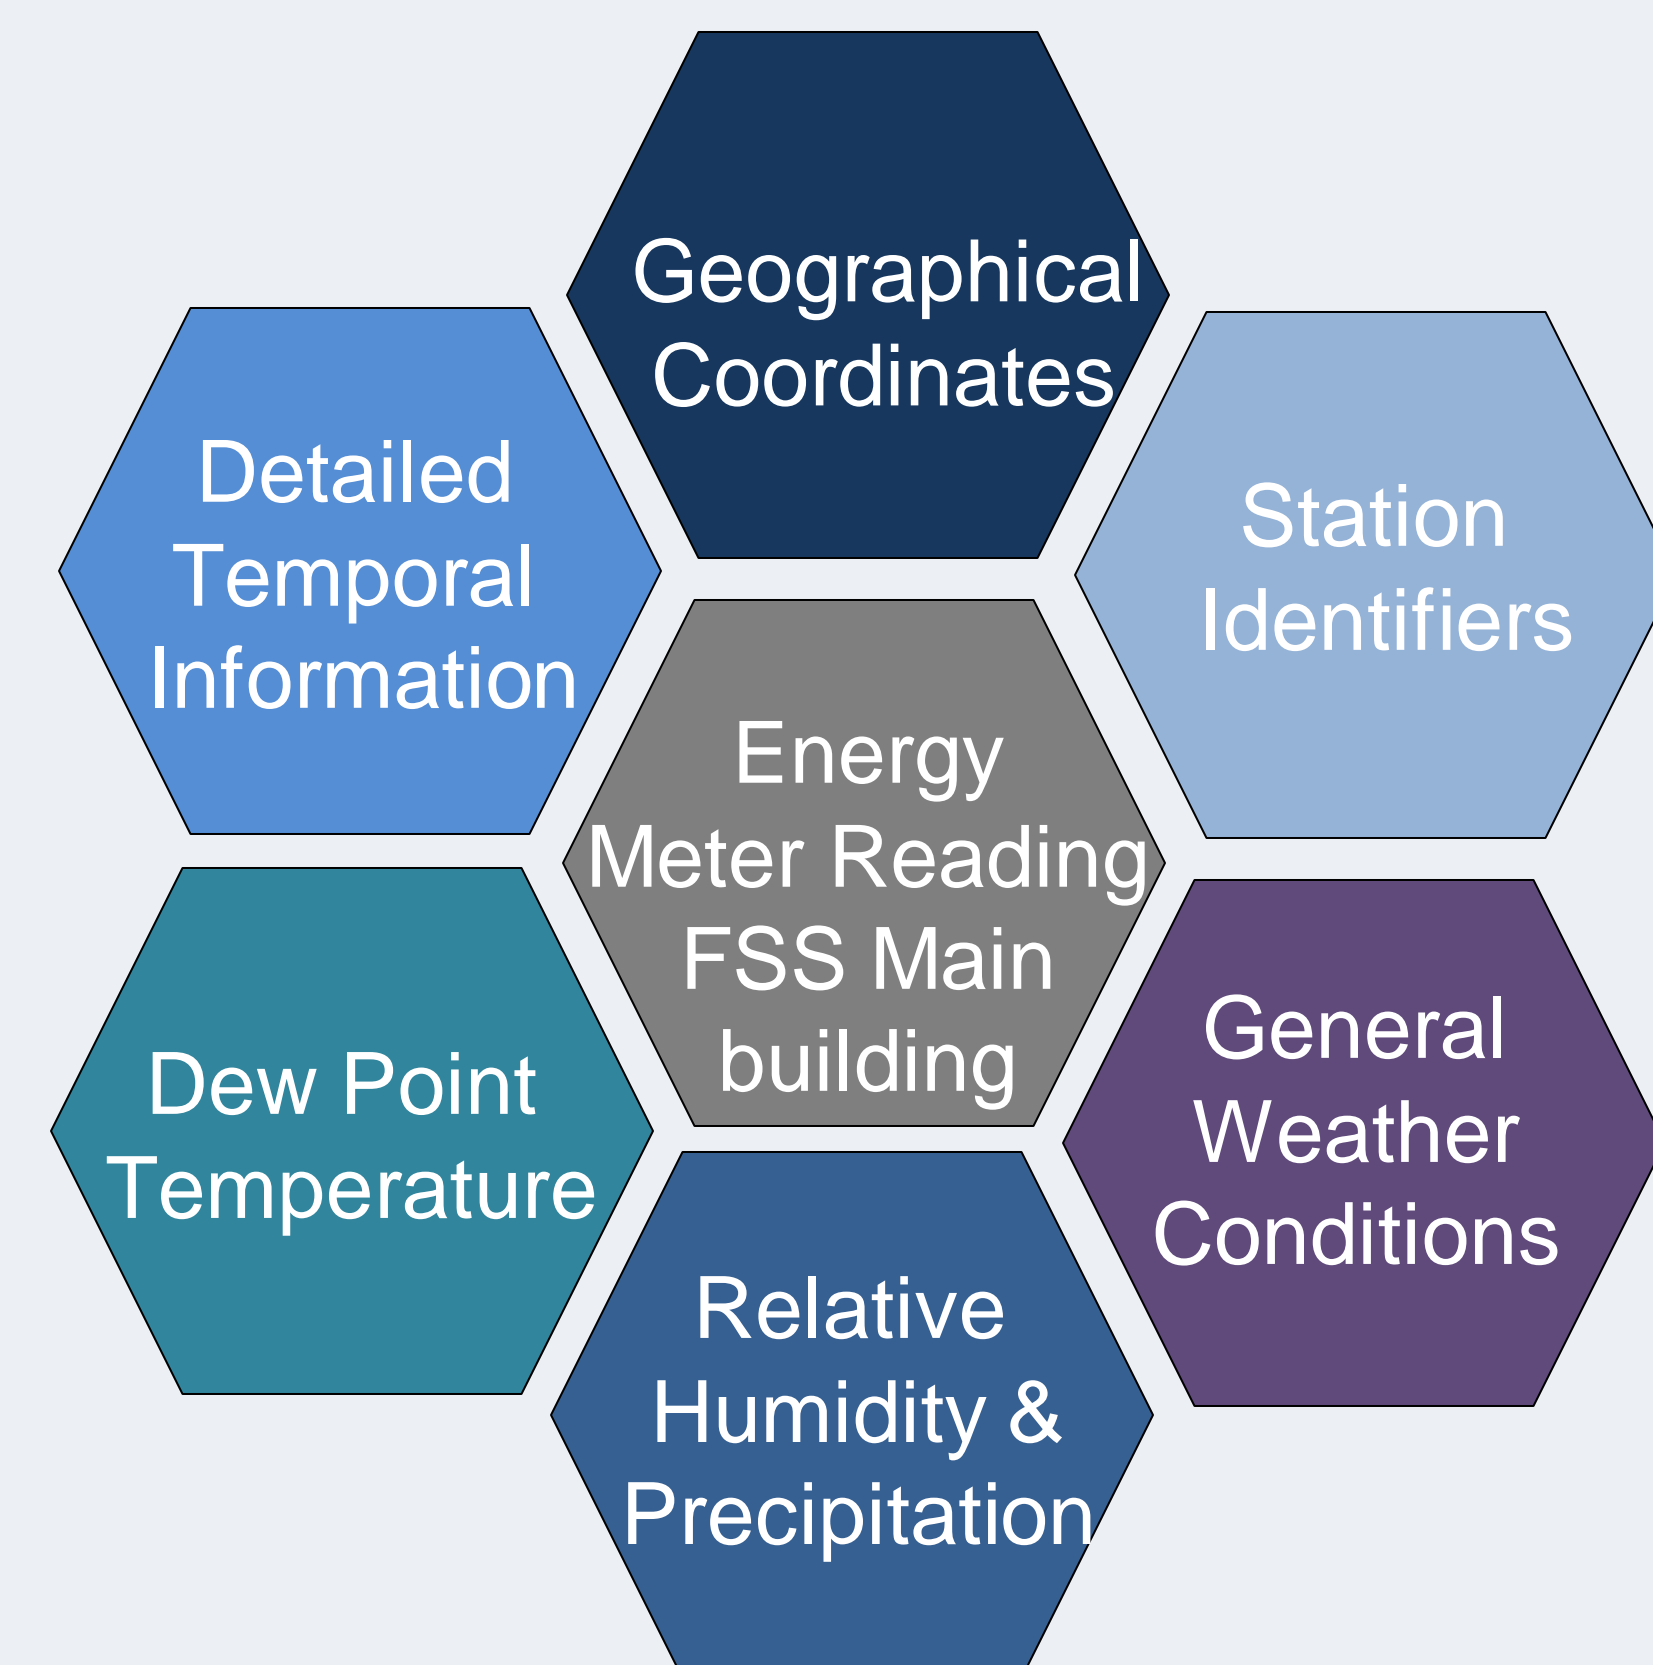 Geographical
Coordinates
Detailed
Temporal
Information
Station
Identifiers
Energy
Meter Reading
FSS Main
building
Dew Point
Temperature
General
Weather
Conditions
Relative
Humidity &
Precipitation